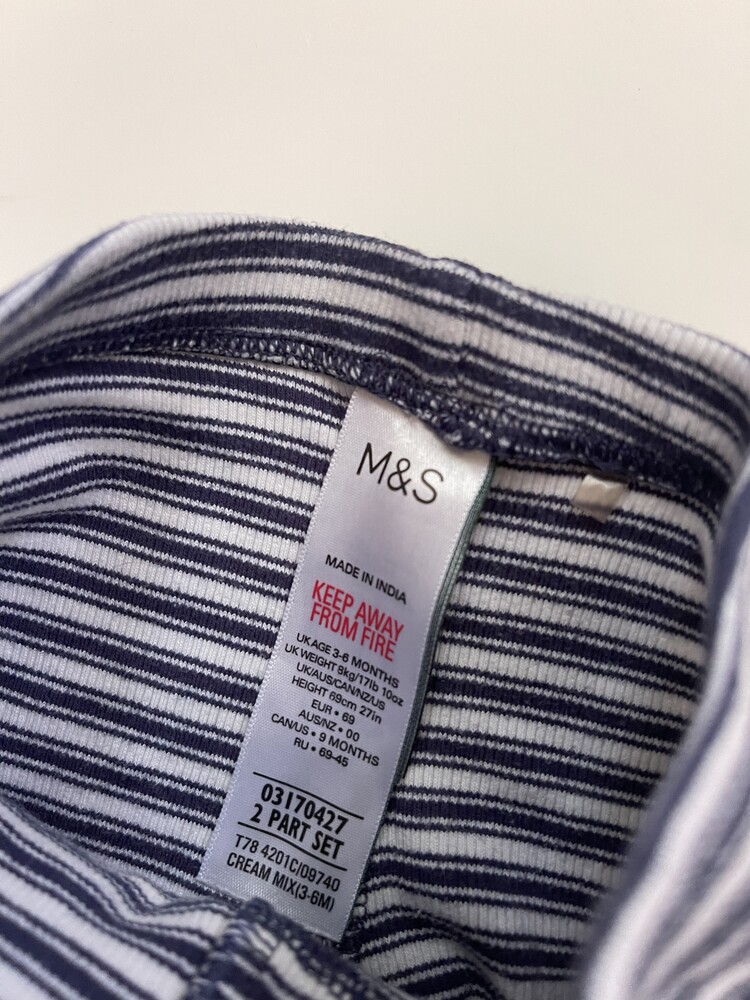 M&S
MADE IN INDIA
KEEP AWAY
FROM FIRE
UK AGE 3-6 MONTHS
UK WEIGHT 8kg/17lb 10oz
UK/AUS/CAN/NZ/US
HEIGHT 69cm 27in
EUR • 69
AUS/NZ • 00
CAN/US • 9 MONTHS
RU • 69-45
03170427
2 PART SET
T78 4201C/09740
CREAM MIX(3-6M)